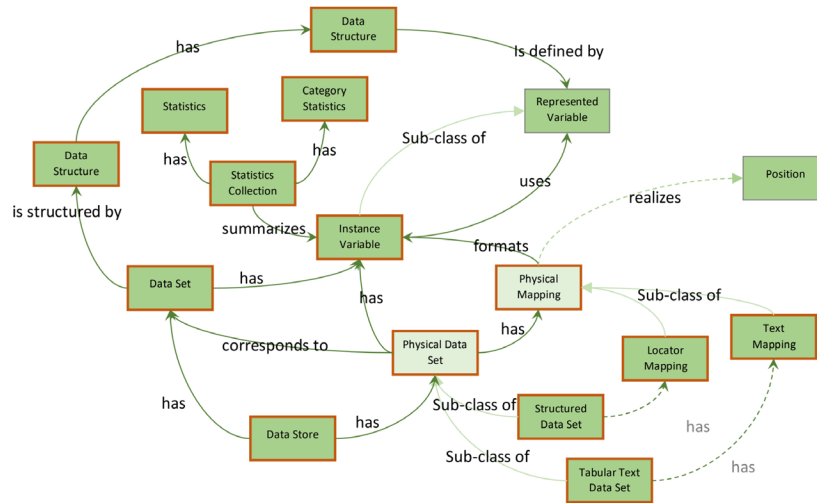 Data
Structure
has
Is defined by
Category
Statistics
Statistics
Represented
Variable
Sub-class of
Data
Structure
has
has
Statistics
Collection
Position
uses
is structured by
realizes
summarizes
Instance
Variable
formats
Data Set
has
Physical
Mapping
has
Sub-class of
has
Text
Mapping
corresponds to
Physical Data
Set
Locator
Mapping
has
has
Sub-class of
Structured
Data Set
Data Store
has
Sub-class of
has
Tabular Text
Data Set